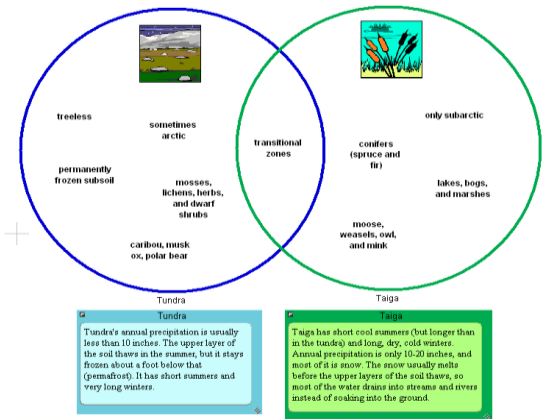 treeless
sometimes
arctic
permanently
frozen subsoil
mosses,
lichens, herbs,
and dwarf
shrubs
caribou, musk
ox, polar bear
transitional
zones
only subarctic
conifers
(spruce and
fir)
lakes, bogs,
and marshes
moose,
weasels, owl,
and mink
Tundra
Taiga
Tundra
Tundra's annual precipitation is usually
less than 10 inches. The upper layer of
the soil thaws in the summer, but it stays
frozen about a foot below that
(permafrost). It has short summers and
very long winters.
Taiga
Taiga has short cool summers (but longer than
in the tundra) and long, dry, cold winters.
Annual precipitation is only 10-20 inches, and
most of it is snow. The snow usually melts
before the upper layers of the soil thaw, so
most of the water drains into streams and rivers
instead of soaking into the ground.